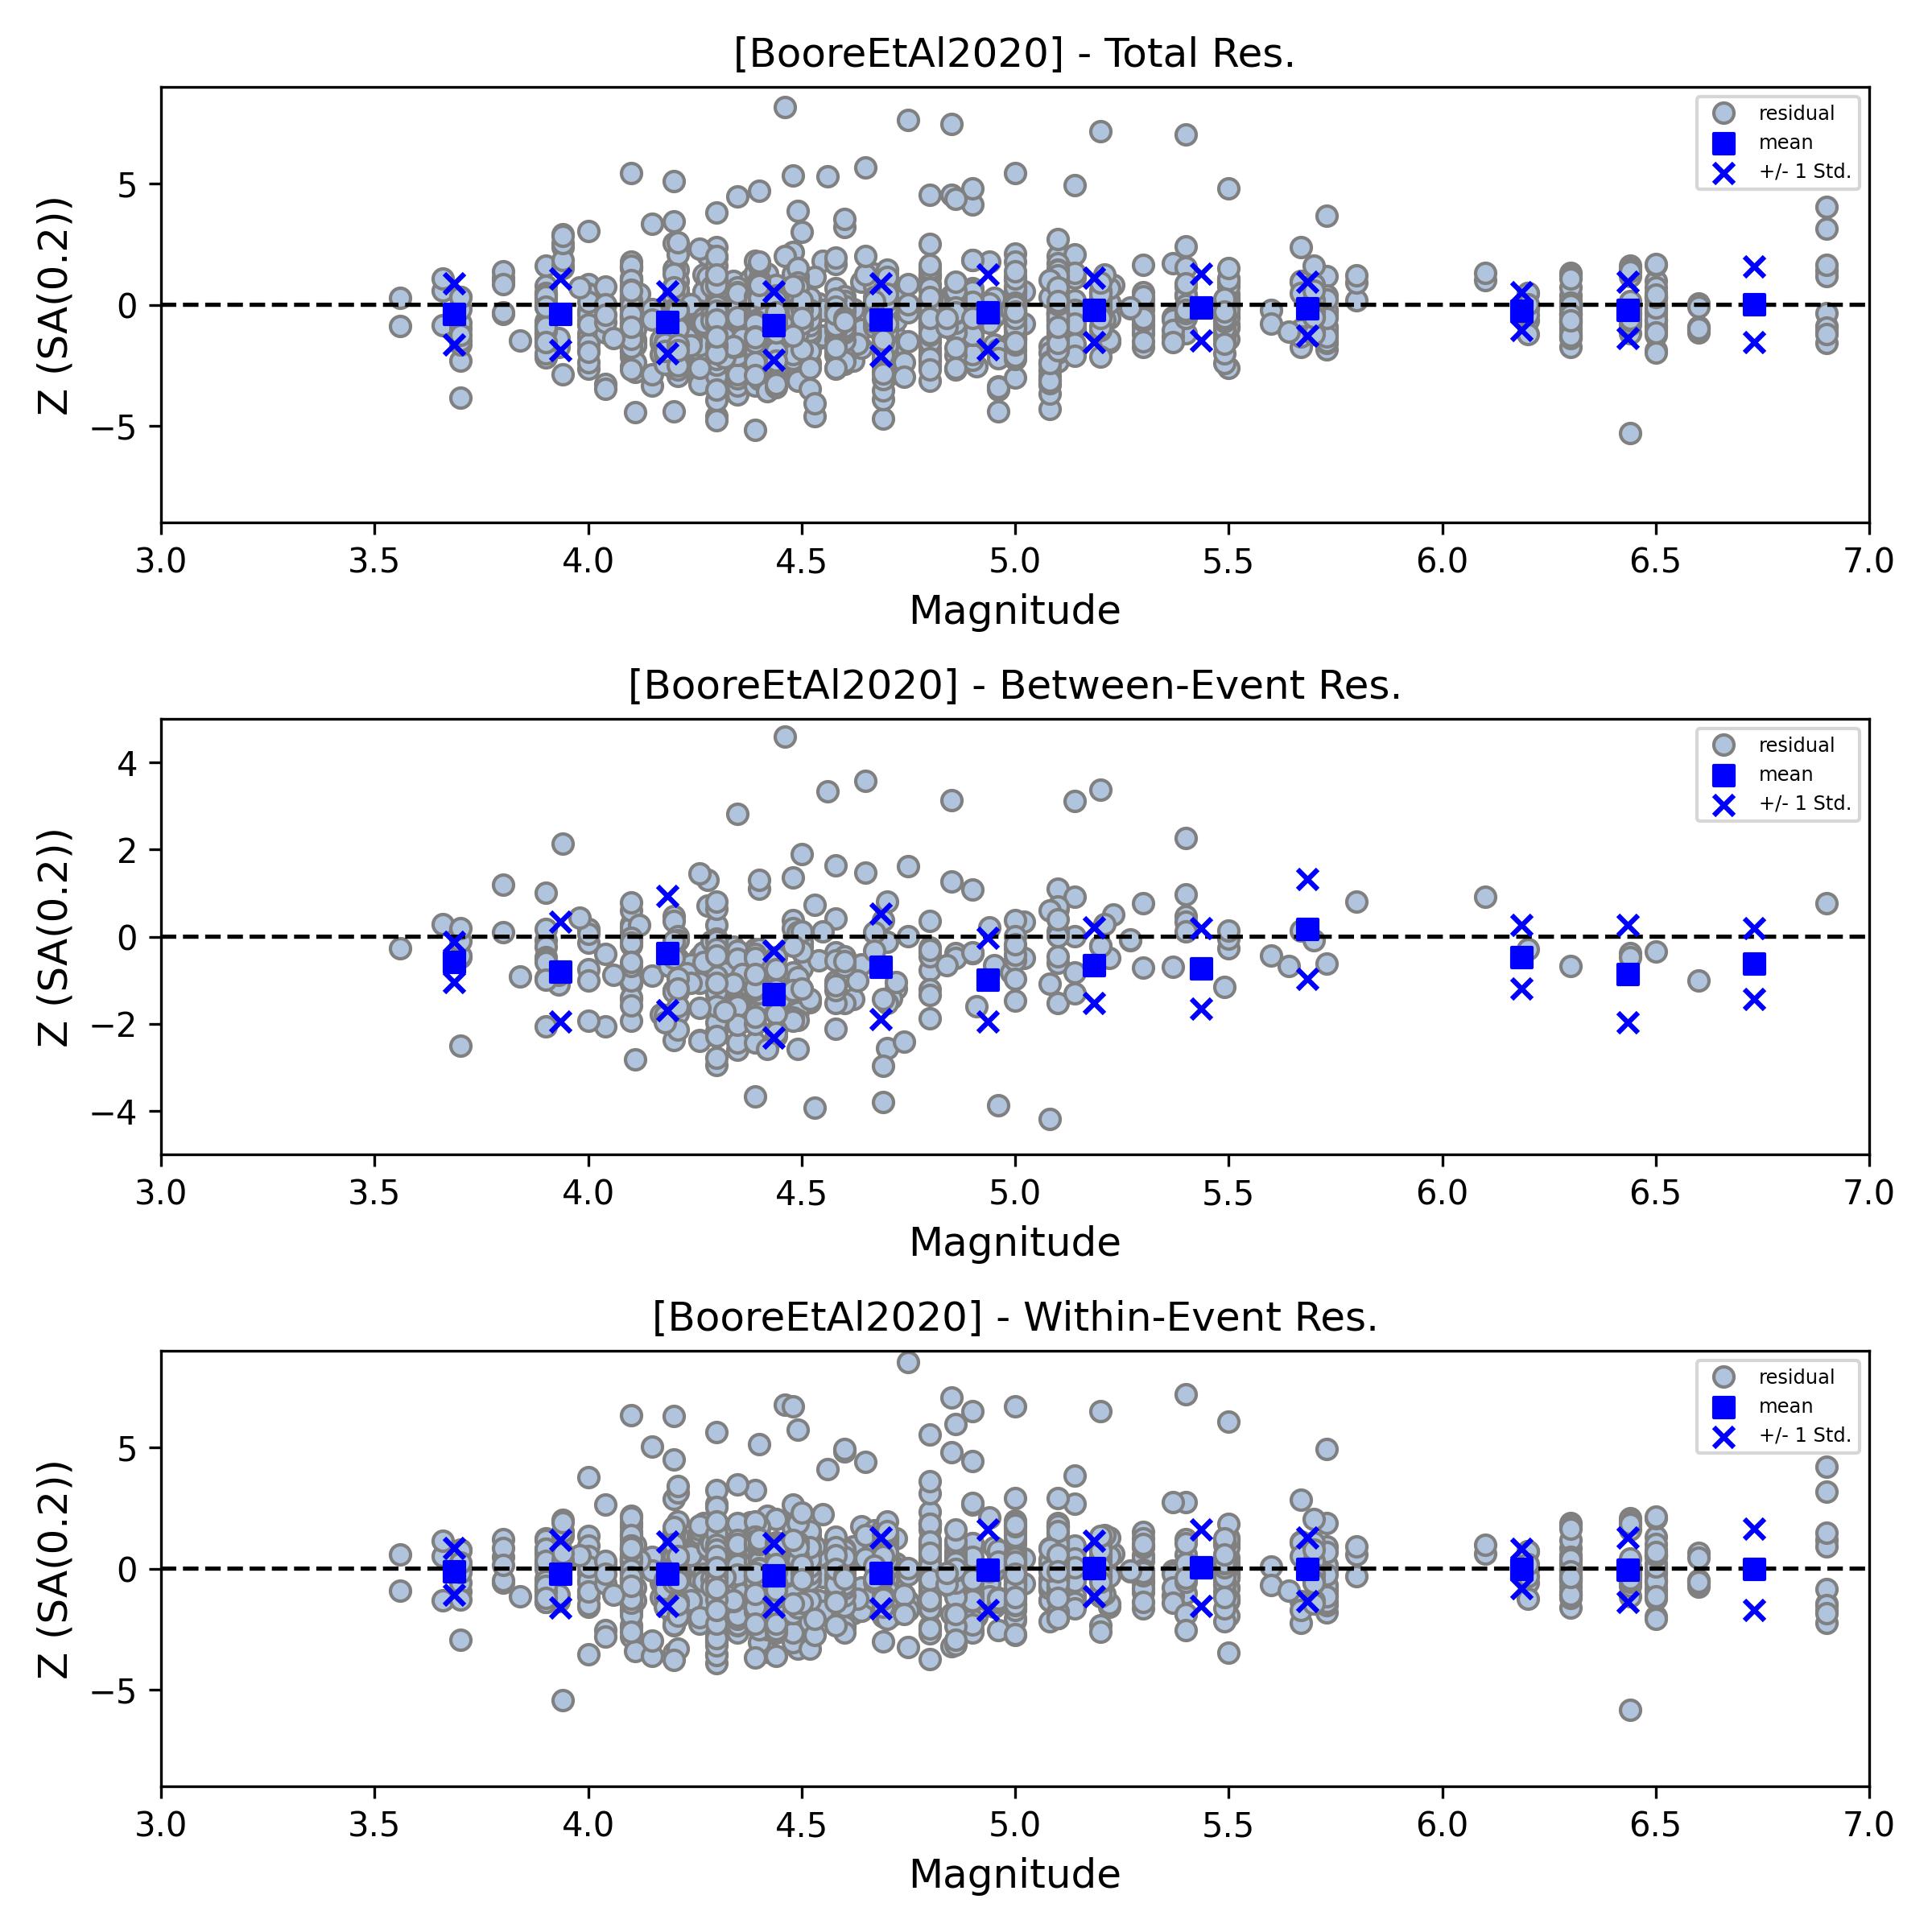 [BooreEtAl2020] - Total Res.
Z (SA(0.2))
5
0
−5
residual
mean
+/- 1 Std.
3.0 3.5 4.0 4.5 5.0 5.5 6.0 6.5 7.0
Magnitude
[BooreEtAl2020] - Between-Event Res.
Z (SA(0.2))
4
2
0
−2
−4
residual
mean
+/- 1 Std.
3.0 3.5 4.0 4.5 5.0 5.5 6.0 6.5 7.0
Magnitude
[BooreEtAl2020] - Within-Event Res.
Z (SA(0.2))
5
0
−5
residual
mean
+/- 1 Std.
3.0 3.5 4.0 4.5 5.0 5.5 6.0 6.5 7.0
Magnitude